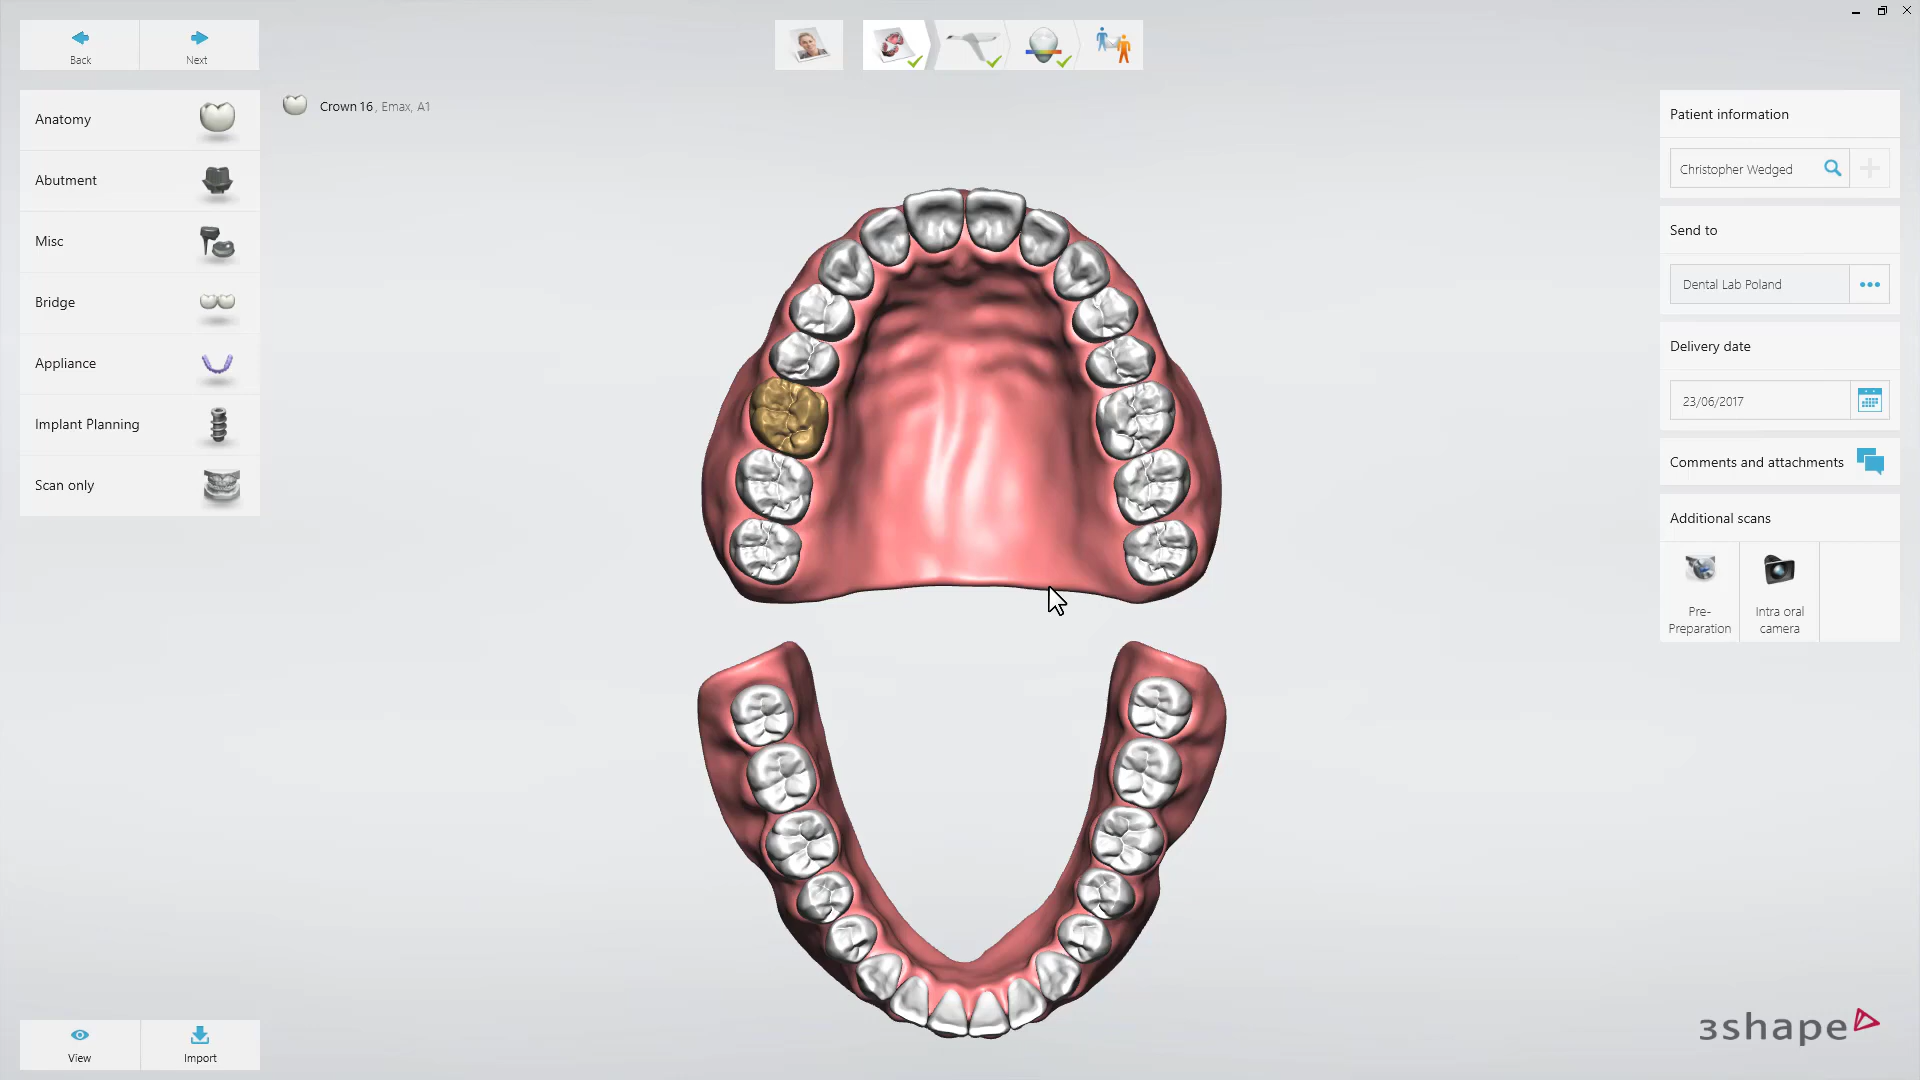 Back
Next
Anatomy
Abutment
Misc
Bridge
Appliance
Implant Planning
Scan only
Crown 16, Emax, A1
Patient information
Christopher Wedged
Send to
Dental Lab Poland
Delivery date
23/06/2017
Comments and attachments
Additional scans
Pre-
Preparation
Intra oral
camera
View
Import
3shape